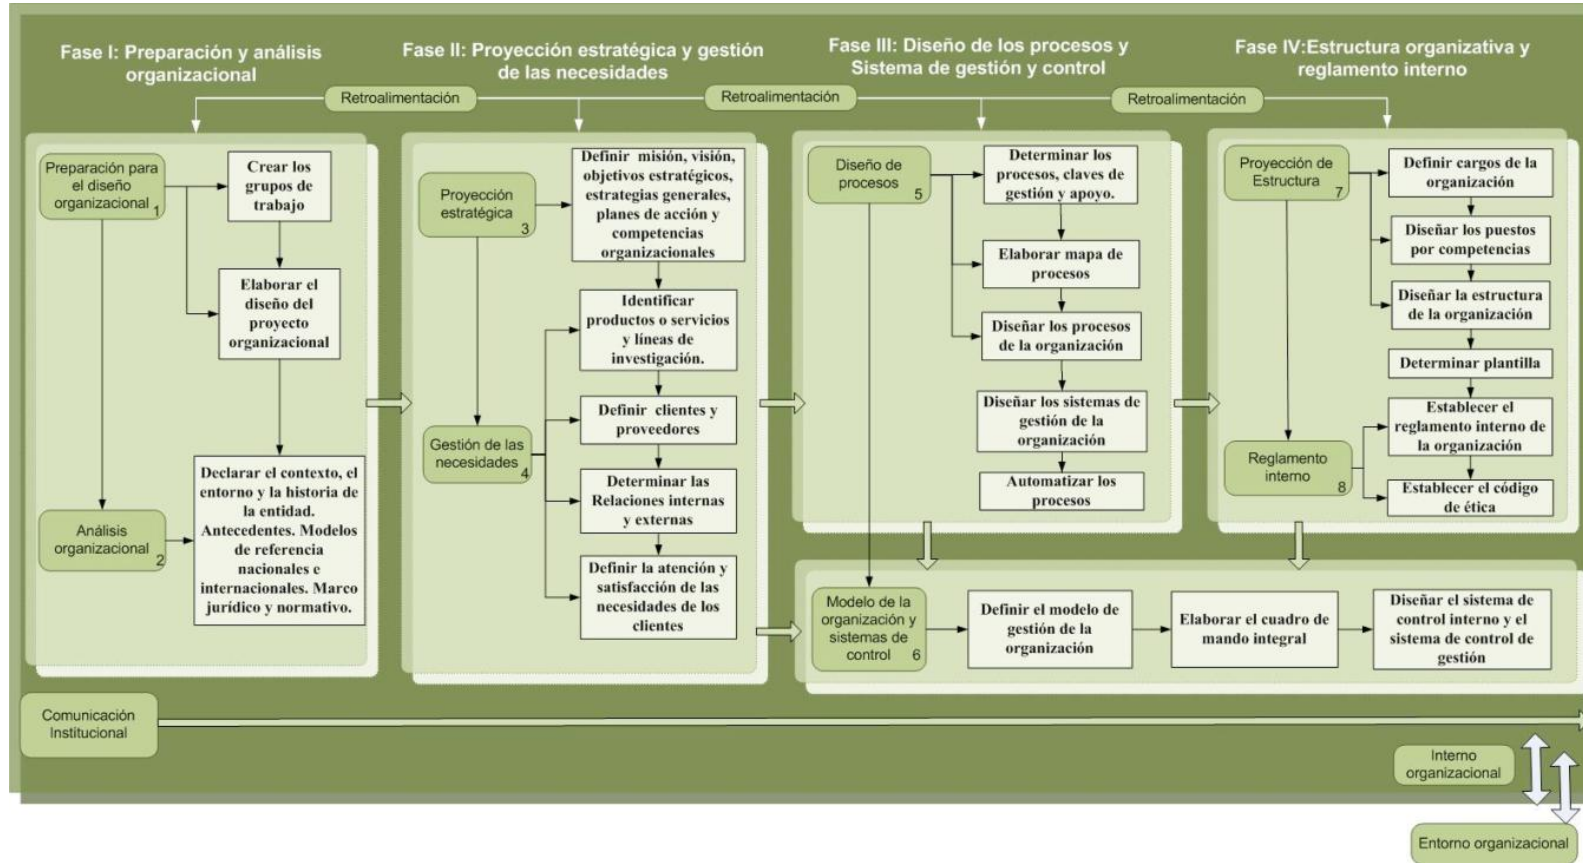 Fase I: Preparación y análisis
organizacional
Fase II: Proyección estratégica y gestión
de las necesidades
Fase III: Diseño de los procesos y
Sistema de gestión y control
Fase IV:Estructura organizativa y
reglamento interno
Retroalimentación
Retroalimentación
Retroalimentación
Preparación para
el diseño
organizacional
1
Crear los
grupos de
trabajo
Elaborar el
diseño del
proyecto
organizacional
Análisis
organizacional
2
Declarar el contexto, el
entorno y la historia de
la entidad.
Antecedentes. Modelos
de referencia
nacionales e
internacionales. Marco
jurídico y normativo.
Proyección
estratégica
3
Definir misión, visión,
objetivos estratégicos,
estrategias generales,
planes de acción y
competencias
organizacionales
Identificar
productos o servicios
y líneas de
investigación.
Gestión de las
necesidades
4
Definir clientes y
proveedores
Determinar las
Relaciones internas
y externas
Definir la atención y
satisfacción de las
necesidades de los
clientes
Diseño de
procesos
5
Determinar los
procesos, claves de
gestión y apoyo.
Elaborar mapa de
procesos
Diseñar los procesos
de la organización
Diseñar los sistemas de
gestión de la
organización
Automatizar los
procesos
Proyección de
Estructura
7
Definir cargos de la
organización
Diseñar los puestos
por competencias
Diseñar la estructura
de la organización
Determinar plantilla
Reglamento
interno
8
Establecer el
reglamento interno de
la organización
Establecer el código
de ética
Modelo de la
organización y
sistemas de
control
6
Definir el modelo de
gestión de la
organización
Elaborar el cuadro de
mando integral
Diseñar el sistema de
control interno y el
sistema de control de
gestión
Comunicación
Institucional
Interno
organizacional
Entorno organizacional